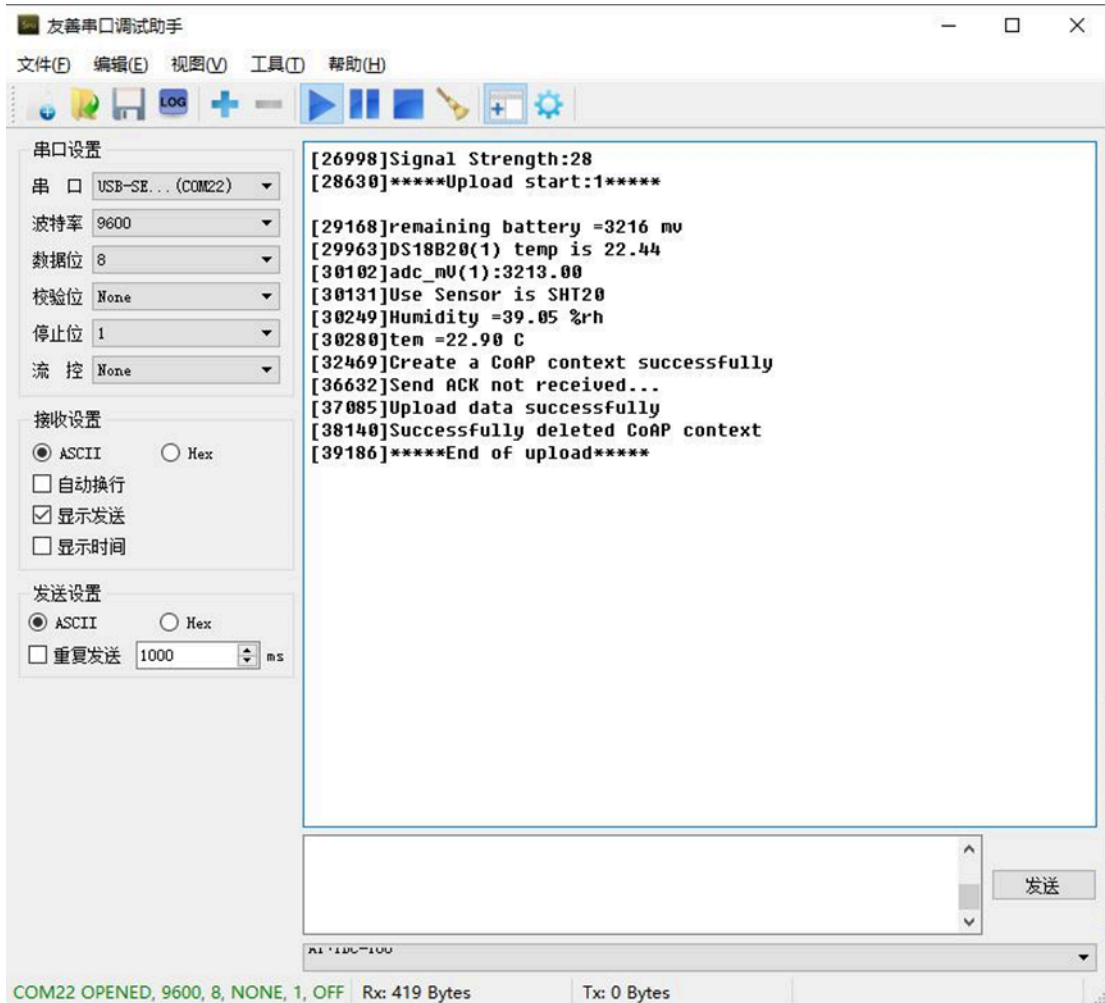 友善串口调试助手
文件(F) 编辑(E) 视图(V) 工具(T) 帮助(H)
LOG
串口设置
串 口 USB-SE...(COM22)
波特率 9600
数据位 8
校验位 None
停止位 1
流 控 None
接收设置
ASCII Hex
自动换行
显示发送
显示时间
发送设置
ASCII Hex
重复发送 1000 ms
[26998]Signal Strength:28
[28630]*****Upload start:1*****
[29168]remaining battery =3216 mv
[29963]DS18B20(1) temp is 22.44
[30102]adc_mV(1):3213.00
[30131]Use Sensor is SHT20
[30249]Humidity =39.05 %rh
[30280]tem =22.90 C
[32469]Create a CoAP context successfully
[36632]Send ACK not received...
[37085]Upload data successfully
[38140]Successfully deleted CoAP context
[39186]*****End of upload*****
发送
COM22 OPENED, 9600, 8, NONE, 1, OFF Rx: 419 Bytes Tx: 0 Bytes